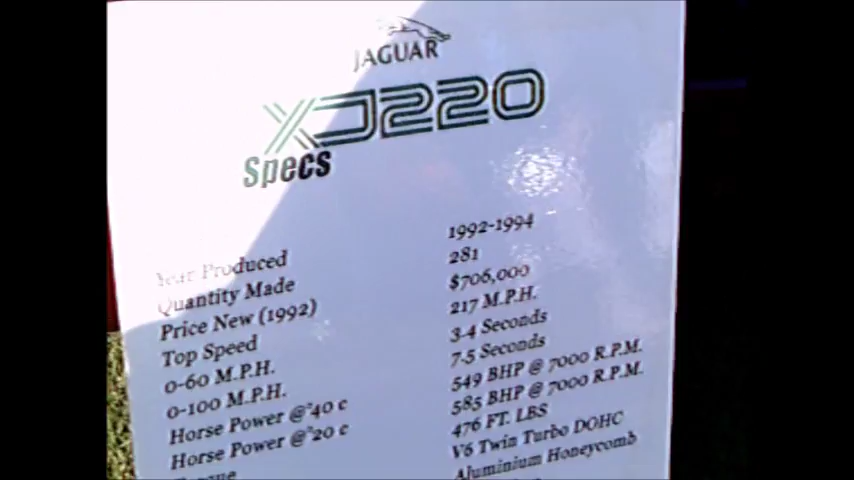 JAGUAR
XJ220
Specs
Year Produced 1992-1994
Quantity Made 281
Price New (1992) $706,000
Top Speed 217 M.P.H.
0-60 M.P.H. 3.4 Seconds
0-100 M.P.H. 7.5 Seconds
Horse Power @ 40 c 549 BHP @ 7000 R.P.M.
Horse Power @ 20 c 585 BHP @ 7000 R.P.M.
476 FT. LBS
V6 Twin Turbo DOHC
Aluminium Honeycomb